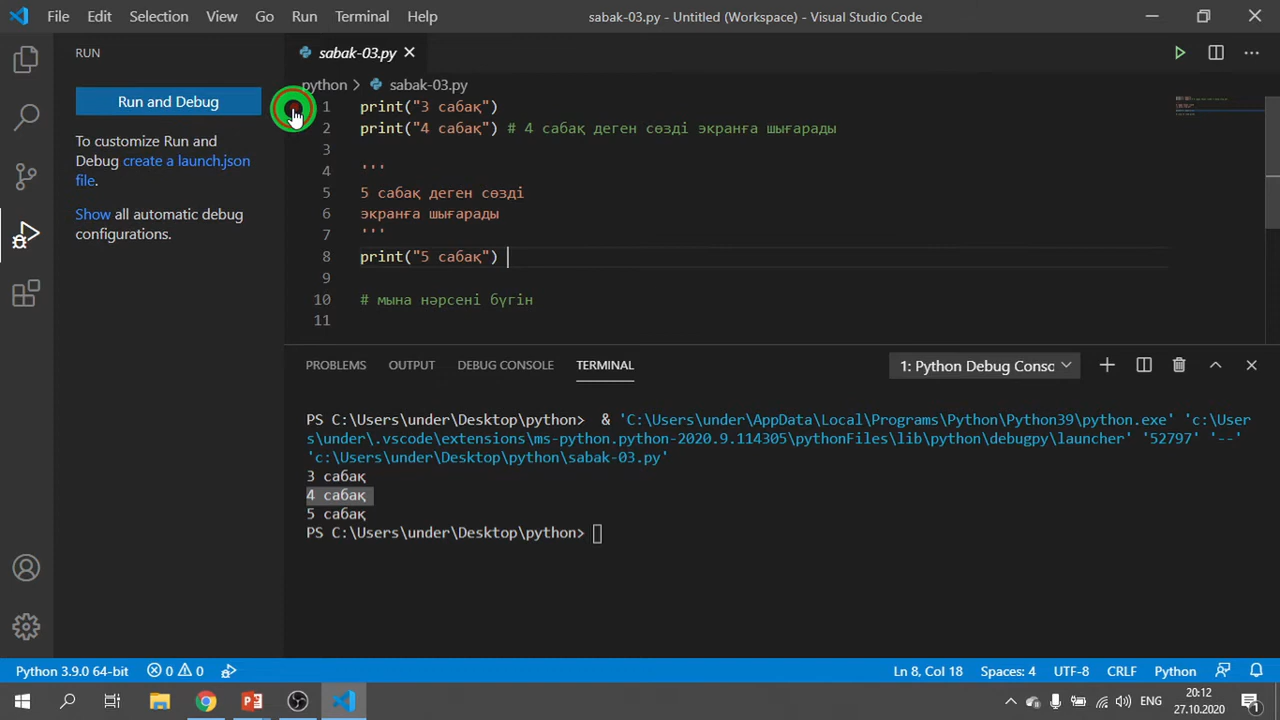 File Edit Selection View Go Run Terminal Help sabak-03.py - Untitled (Workspace) - Visual Studio Code
RUN
sabak-03.py
python > sabak-03.py
Run and Debug
To customize Run and
Debug create a launch.json
file.
Show all automatic debug
configurations.
1 print("3 сабақ")
2 print("4 сабақ") # 4 сабақ деген сөзді экранға шығарады
3
4 '''
5 5 сабақ деген сөзді
6 экранға шығарады
7 '''
8 print("5 сабақ")
9
10 # мына нәрсені бүгін
11
PROBLEMS OUTPUT DEBUG CONSOLE TERMINAL 1: Python Debug Consc
PS C:\Users\under\Desktop\python> & 'C:\Users\under\AppData\Local\Programs\Python\Python39\python.exe' 'c:\User
s\under\.vscode\extensions\ms-python.python-2020.9.114305\pythonFiles\lib\python\debugpy\launcher' '52797' '--'
'c:\Users\under\Desktop\python\sabak-03.py'
3 сабақ
4 сабақ
5 сабақ
PS C:\Users\under\Desktop\python>
Python 3.9.0 64-bit 0 0 Ln 8, Col 18 Spaces: 4 UTF-8 CRLF Python
ENG 20:12
27.10.2020 1